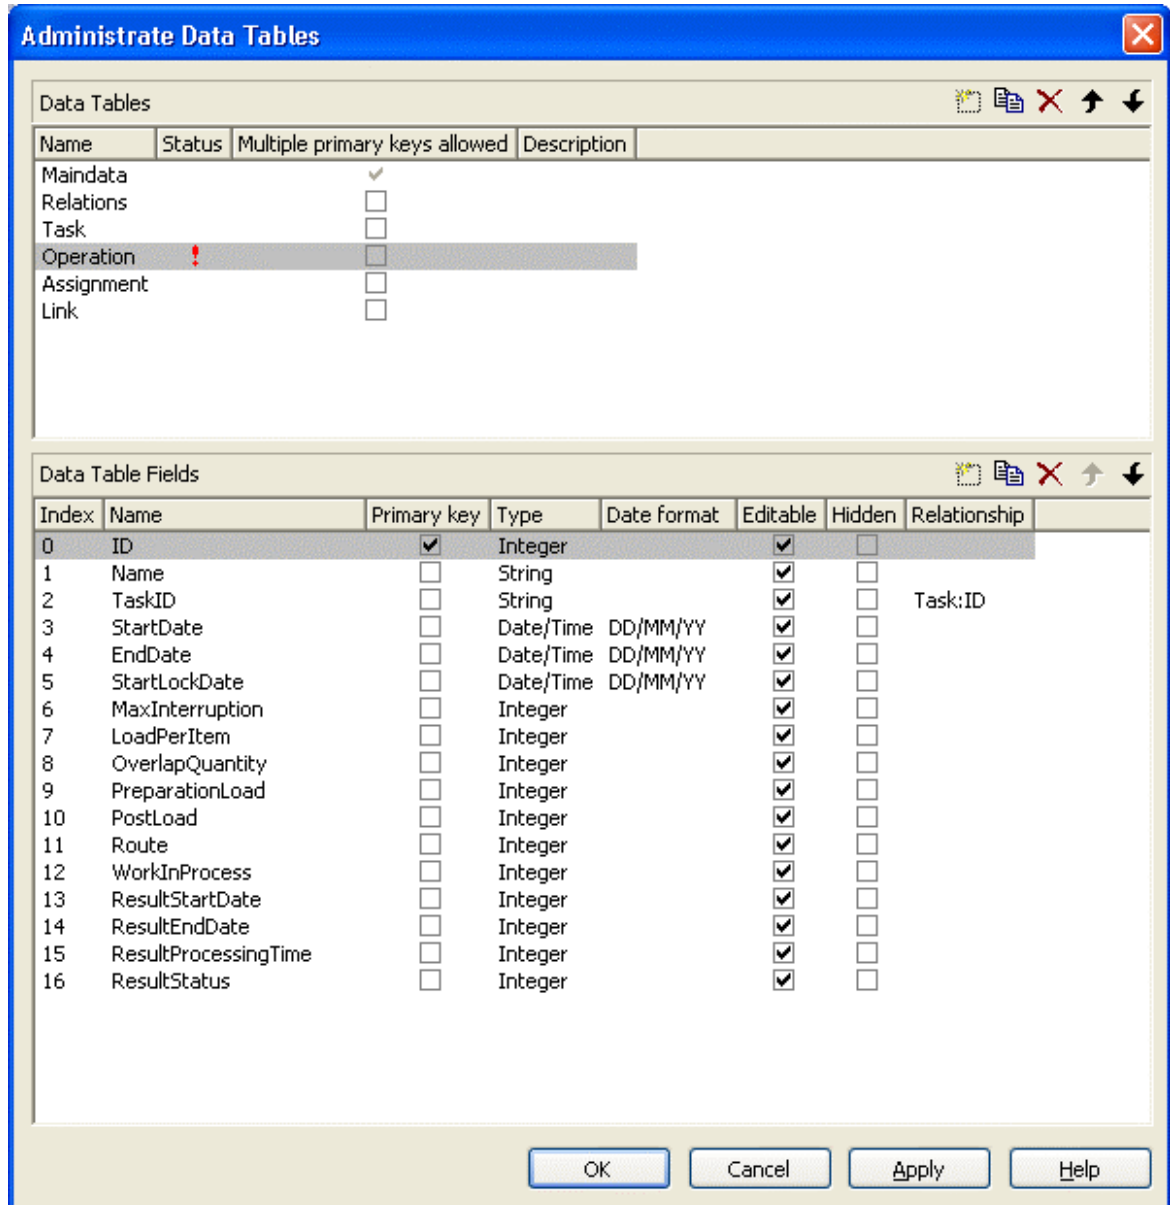 Administrate Data Tables
Data Tables
Name Status Multiple primary keys allowed Description
Maindata
Relations
Task
Operation !
Assignment
Link
Data Table Fields
Index Name Primary key Type Date format Editable Hidden Relationship
0 ID Integer
1 Name String
2 TaskID String Task:ID
3 StartDate Date/Time DD/MM/YY
4 EndDate Date/Time DD/MM/YY
5 StartLockDate Date/Time DD/MM/YY
6 MaxInterruption Integer
7 LoadPerItem Integer
8 OverlapQuantity Integer
9 PreparationLoad Integer
10 PostLoad Integer
11 Route Integer
12 WorkInProcess Integer
13 ResultStartDate Integer
14 ResultEndDate Integer
15 ResultProcessingTime Integer
16 ResultStatus Integer
OK Cancel Apply Help